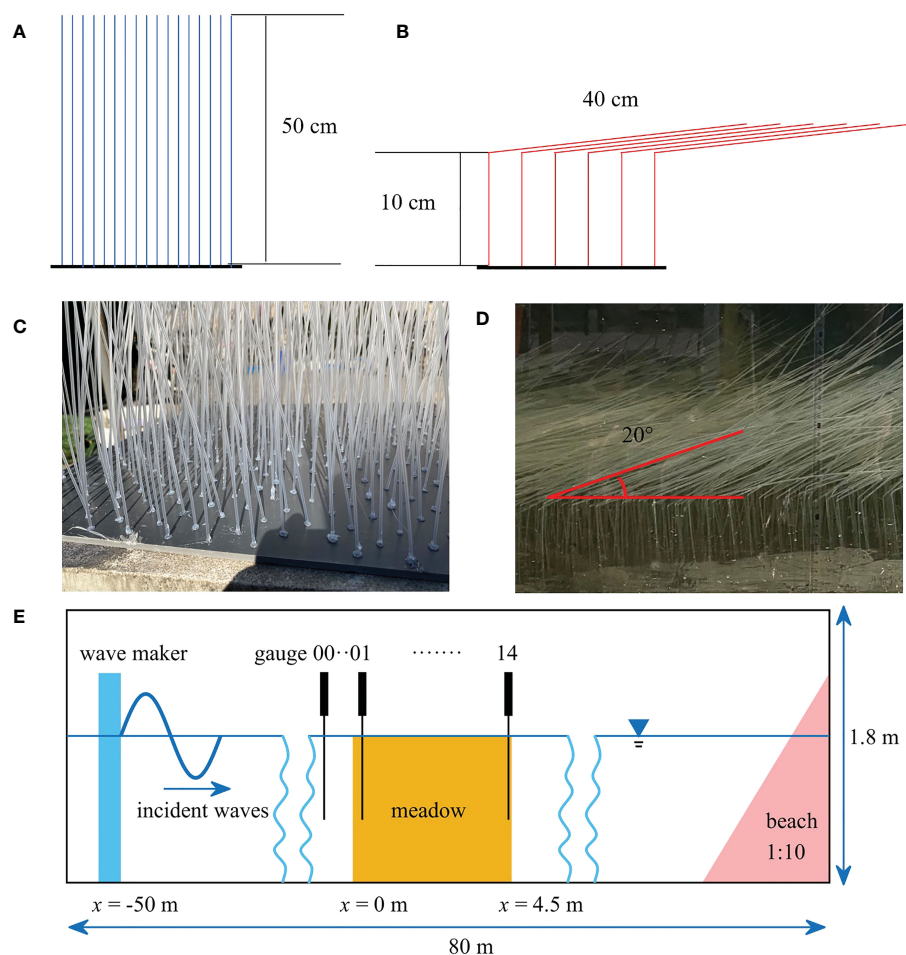 A
50 cm
B
40 cm
10 cm
C
D
20°
E
wave maker
gauge 00··01 ······· 14
1.8 m
incident waves
meadow
beach
1:10
x = -50 m
x = 0 m
x = 4.5 m
80 m